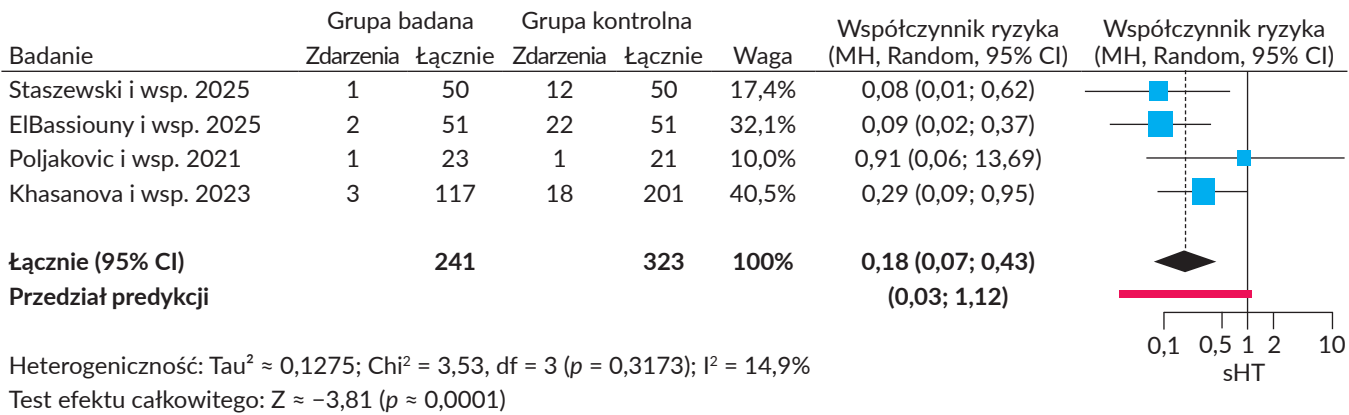 Grupa badana Grupa kontrolna Współczynnik ryzyka Współczynnik ryzyka
Badanie Zdarzenia Łącznie Zdarzenia Łącznie Waga (MH, Random, 95% CI) (MH, Random, 95% CI)
Staszewski i wsp. 2025 1 50 12 50 17,4% 0,08 (0,01; 0,62)
ElBassiouny i wsp. 2025 2 51 22 51 32,1% 0,09 (0,02; 0,37)
Poljakovic i wsp. 2021 1 23 1 21 10,0% 0,91 (0,06; 13,69)
Khasanova i wsp. 2023 3 117 18 201 40,5% 0,29 (0,09; 0,95)
Łącznie (95% CI) 241 323 100% 0,18 (0,07; 0,43)
Przedział predykcji (0,03; 1,12)
0,1 0,5 1 2 10
sHT
Heterogeniczność: Tau² ≈ 0,1275; Chi² = 3,53, df = 3 (p = 0,3173); I² = 14,9%
Test efektu całkowitego: Z ≈ −3,81 (p ≈ 0,0001)